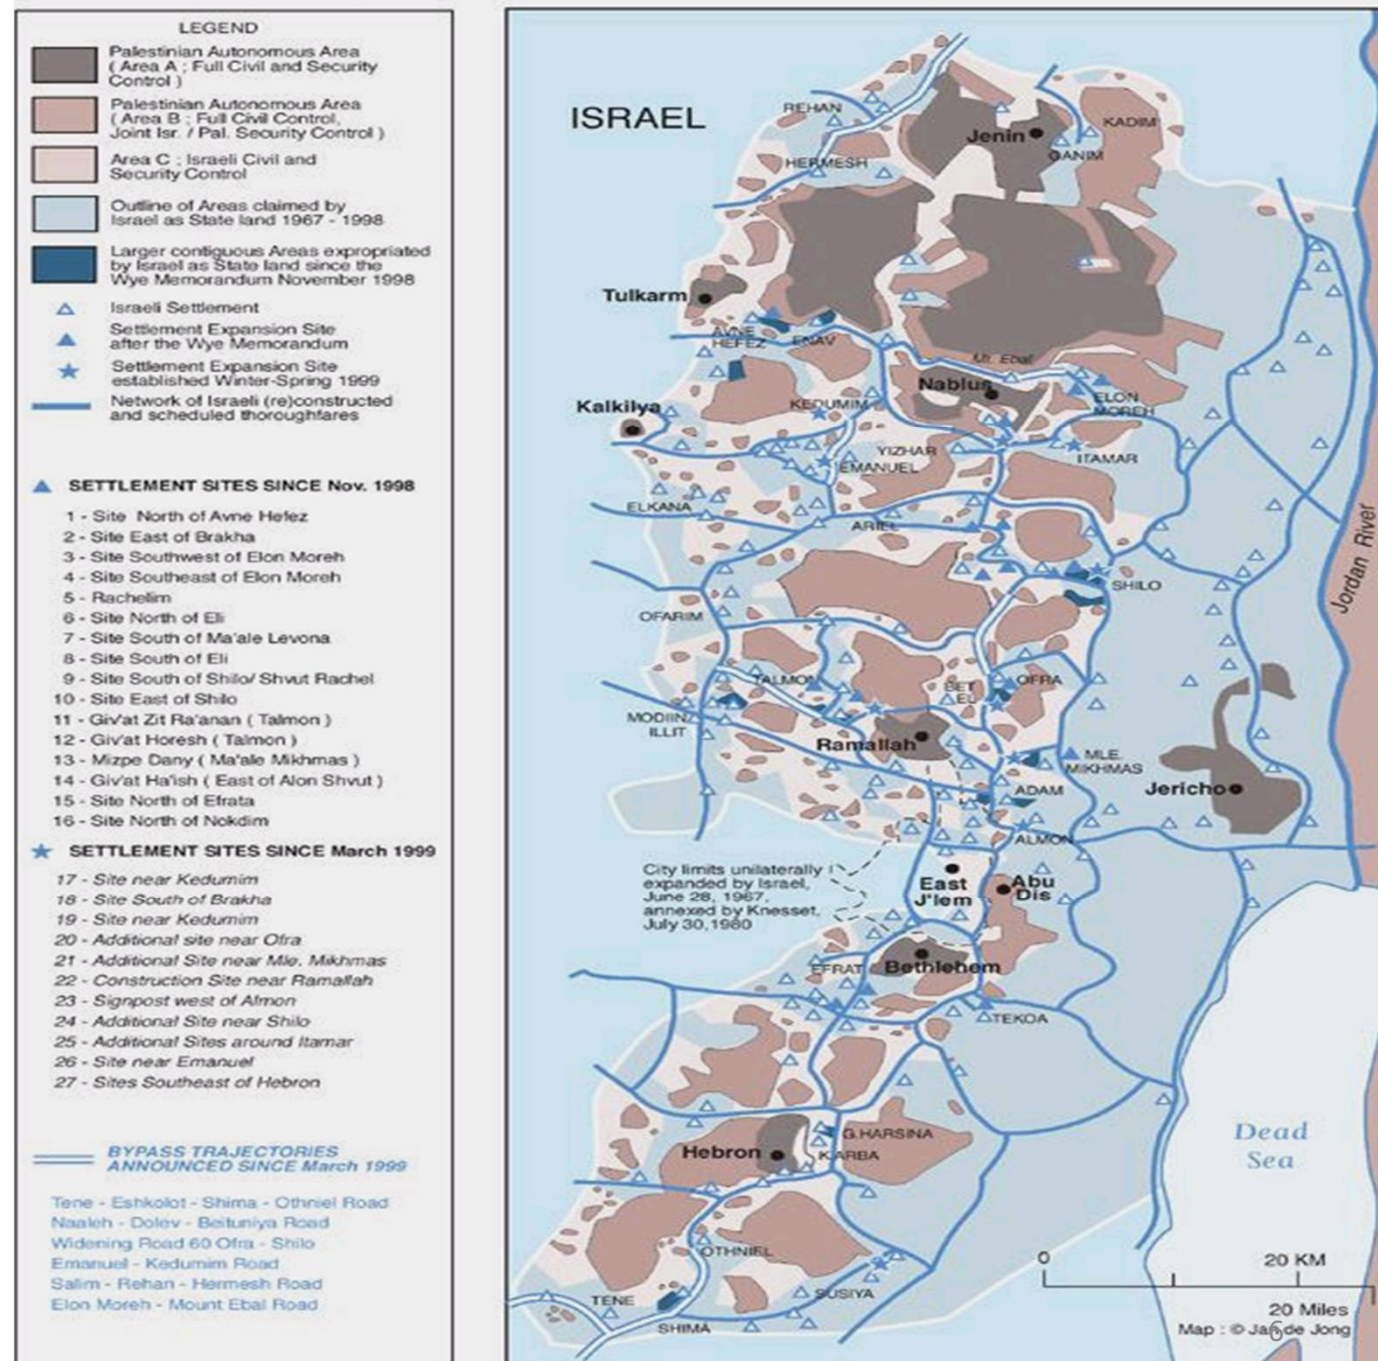 LEGEND
Palestinian Autonomous Area
( Area A ; Full Civil and Security
Control )
Palestinian Autonomous Area
( Area B ; Full Civil Control,
Joint Isr. / Pal. Security Control )
Area C ; Israeli Civil and
Security Control
Outline of Areas claimed by
Israel as State land 1967 - 1998
Larger contiguous Areas expropriated
by Israel as State land since the
Wye Memorandum November 1998
Israeli Settlement
Settlement Expansion Site
after the Wye Memorandum
Settlement Expansion Site
established Winter-Spring 1999
Network of Israeli (re)constructed
and scheduled thoroughfares
SETTLEMENT SITES SINCE Nov. 1998
1 - Site North of Avne Hefez
2 - Site East of Brakha
3 - Site Southwest of Elon Moreh
4 - Site Southeast of Elon Moreh
5 - Rachelim
6 - Site North of Eli
7 - Site South of Ma'ale Levona
8 - Site South of Eli
9 - Site South of Shilo/ Shvut Rachel
10 - Site East of Shilo
11 - Giv'at Zit Ra'anan ( Talmon )
12 - Giv'at Horesh ( Talmon )
13 - Mizpe Dany ( Ma'ale Mikhmas )
14 - Giv'at Ha'ish ( East of Alon Shvut )
15 - Site North of Efrata
16 - Site North of Nokdim
SETTLEMENT SITES SINCE March 1999
17 - Site near Kedumim
18 - Site South of Brakha
19 - Site near Kedumim
20 - Additional site near Ofra
21 - Additional Site near Mle. Mikhmas
22 - Construction Site near Ramallah
23 - Signpost west of Almon
24 - Additional Site near Shilo
25 - Additional Sites around Itamar
26 - Site near Emanuel
27 - Sites Southeast of Hebron
BYPASS TRAJECTORIES
ANNOUNCED SINCE March 1999
Tene - Eshkolot - Shima - Othniel Road
Naaleh - Dolev - Beituniya Road
Widening Road 60 Ofra - Shilo
Emanuel - Kedumim Road
Salim - Rehan - Hermesh Road
Elon Moreh - Mount Ebal Road
ISRAEL
REHAN
Jenin
KADIM
GANIM
HERMESH
Tulkarm
AVNE
HEFEZ
ENAV
Mt. Ebal
Nablus
ELON
MOREH
Kalkilya
KEDUMIM
YIZHAR
ITAMAR
EMANUEL
ELKANA
ARIEL
Jordan River
SHILO
OFARIM
TALMON
BET
EL
OFRA
MODIIN
ILLIT
Ramallah
MLE.
MIKHMAS
Jericho
ADAM
ALMON
City limits unilaterally
expanded by Israel,
June 28, 1967,
annexed by Knesset,
July 30,1980
East
J'lem
Abu
Dis
EFRAT
Bethlehem
TEKOA
G.HARSINA
Hebron
K.ARBA
Dead
Sea
OTHNIEL
TENE
SUSIYA
SHIMA
0
20 KM
20 Miles
Map : © Jan de Jong
6